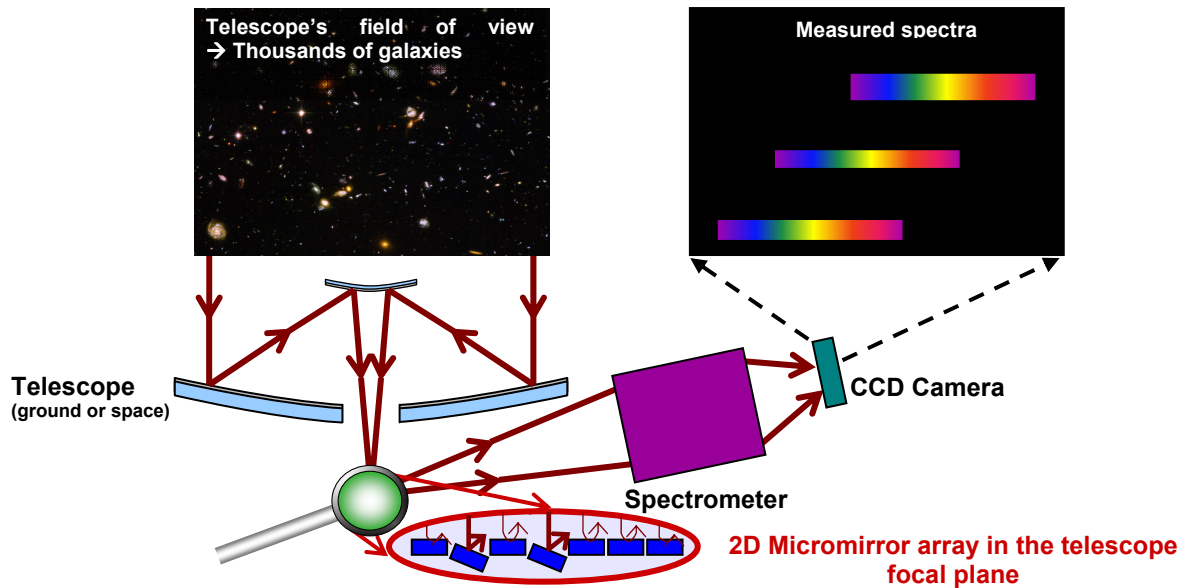 Telescope's field of view
→ Thousands of galaxies
Measured spectra
Telescope
(ground or space)
CCD Camera
Spectrometer
2D Micromirror array in the telescope
focal plane